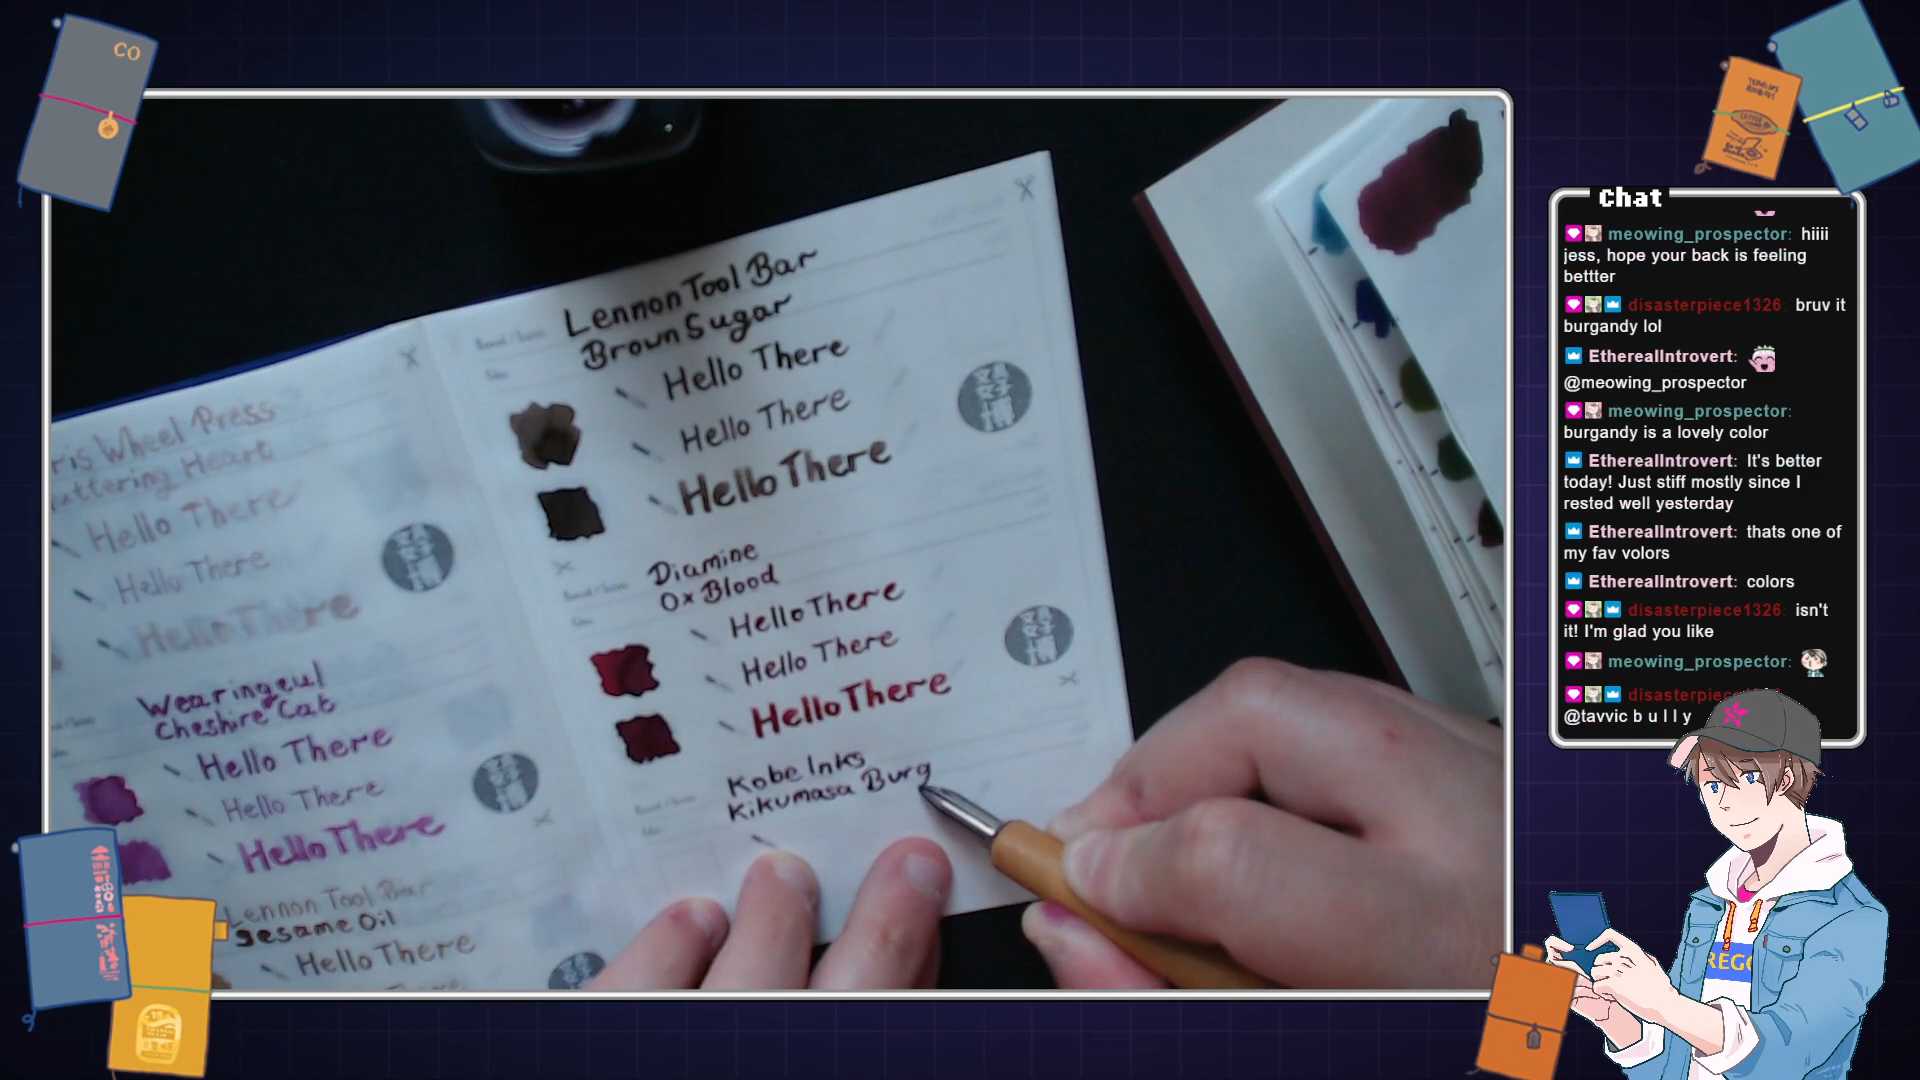 CO
chat
meowing_prospector: hiiii
jess, hope your back is feeling
bettter
disasterpiece1326: bruv it
burgandy lol
EtherealIntrovert:
@meowing_prospector
meowing_prospector:
burgandy is a lovely color
EtherealIntrovert: It's better
today! Just stiff mostly since I
rested well yesterday
EtherealIntrovert: thats one of
my fav volors
EtherealIntrovert: colors
disasterpiece1326: isn't
it! I'm glad you like
meowing_prospector:
@tavvic b u l l y
Wheel Press
Heart
Hello There
Hello There
Hello There
Wearingeul
Cheshire Cat
Hello There
Hello There
Hello There
Lennon Tool Bar
Sesame Oil
Hello There
Lennon Tool Bar
Brown Sugar
Hello There
Hello There
Hello There
Diamine
Ox Blood
Hello There
Hello There
Hello There
Kobe Inks
Kikumasa Burg